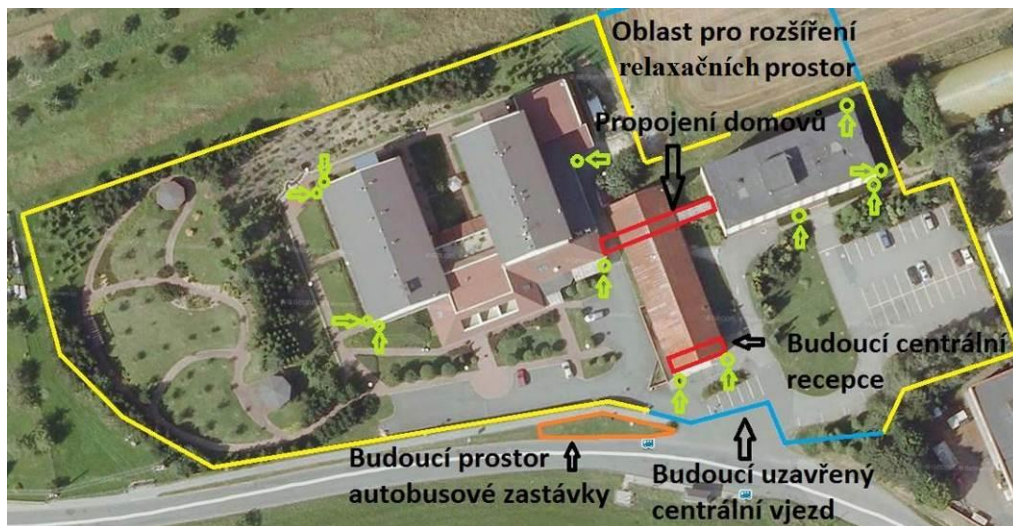 Oblast pro rozšíření
relaxačních prostor
Propojení domovů
Budoucí centrální
recepce
Budoucí prostor
autobusové zastávky
Budoucí uzavřený
centrální vjezd